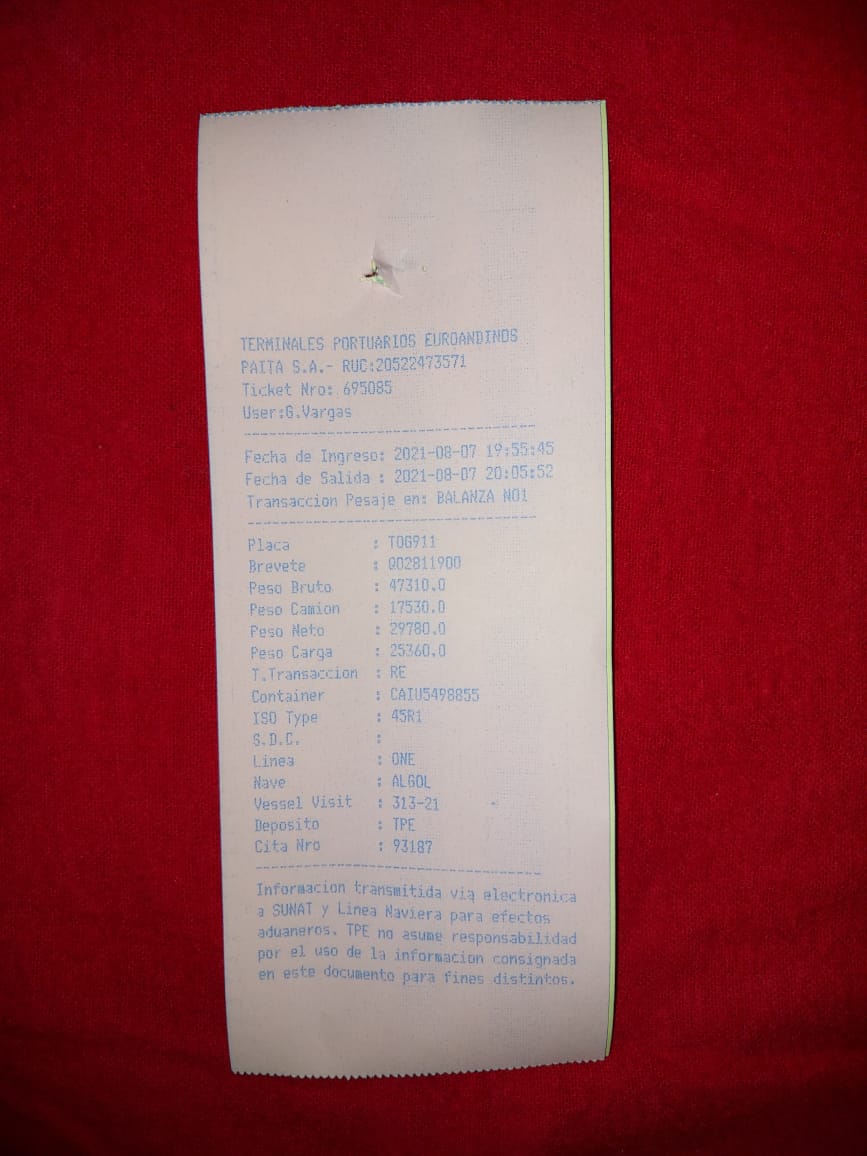 TERMINALES PORTUARIOS EUROANDINOS
PAITA S.A.- RUC:20522473571
Ticket Nro: 695085
User:G.Vargas
--------------------------------
Fecha de Ingreso: 2021-08-07 19:55:45
Fecha de Salida : 2021-08-07 20:05:52
Transaccion Pesaje en: BALANZA NO1
--------------------------------
Placa : TOG911
Brevete : Q02811900
Peso Bruto : 47310.0
Peso Camion : 17530.0
Peso Neto : 29780.0
Peso Carga : 25360.0
T.Transaccion : RE
Container : CAIU5498855
ISO Type : 45R1
S.D.C. :
Linea : ONE
Nave : ALGOL
Vessel Visit : 313-21
Deposito : TPE
Cita Nro : 93187
--------------------------------
Informacion transmitida via electronica
a SUNAT y Linea Naviera para efectos
aduaneros. TPE no asume responsabilidad
por el uso de la informacion consignada
en este documento para fines distintos.